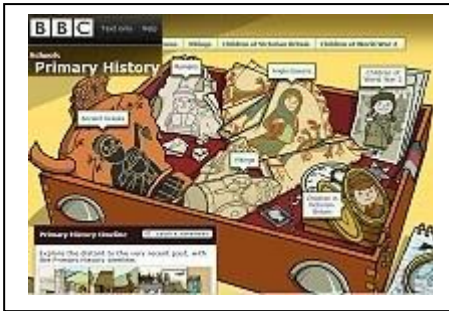 BBC
Text only Help
Vikings Children of Victorian Britain Children of World War 2
Schools
Primary History
Romans
Anglo-Saxons
Children of World War 2
Ancient Greeks
Vikings
Children in Victorian Britain
Primary History timeline
Explore the distant to the very recent past, with
the Primary History timeline.